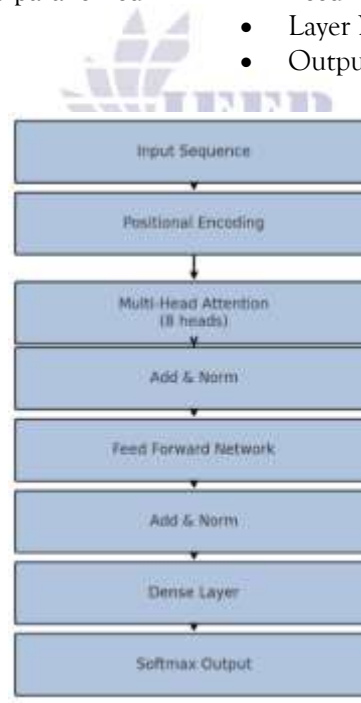 Layer
Outpu
Input Sequence
Positional Encoding
Multi-Head Attention
(8 heads)
Add & Norm
Feed Forward Network
Add & Norm
Dense Layer
Softmax Output